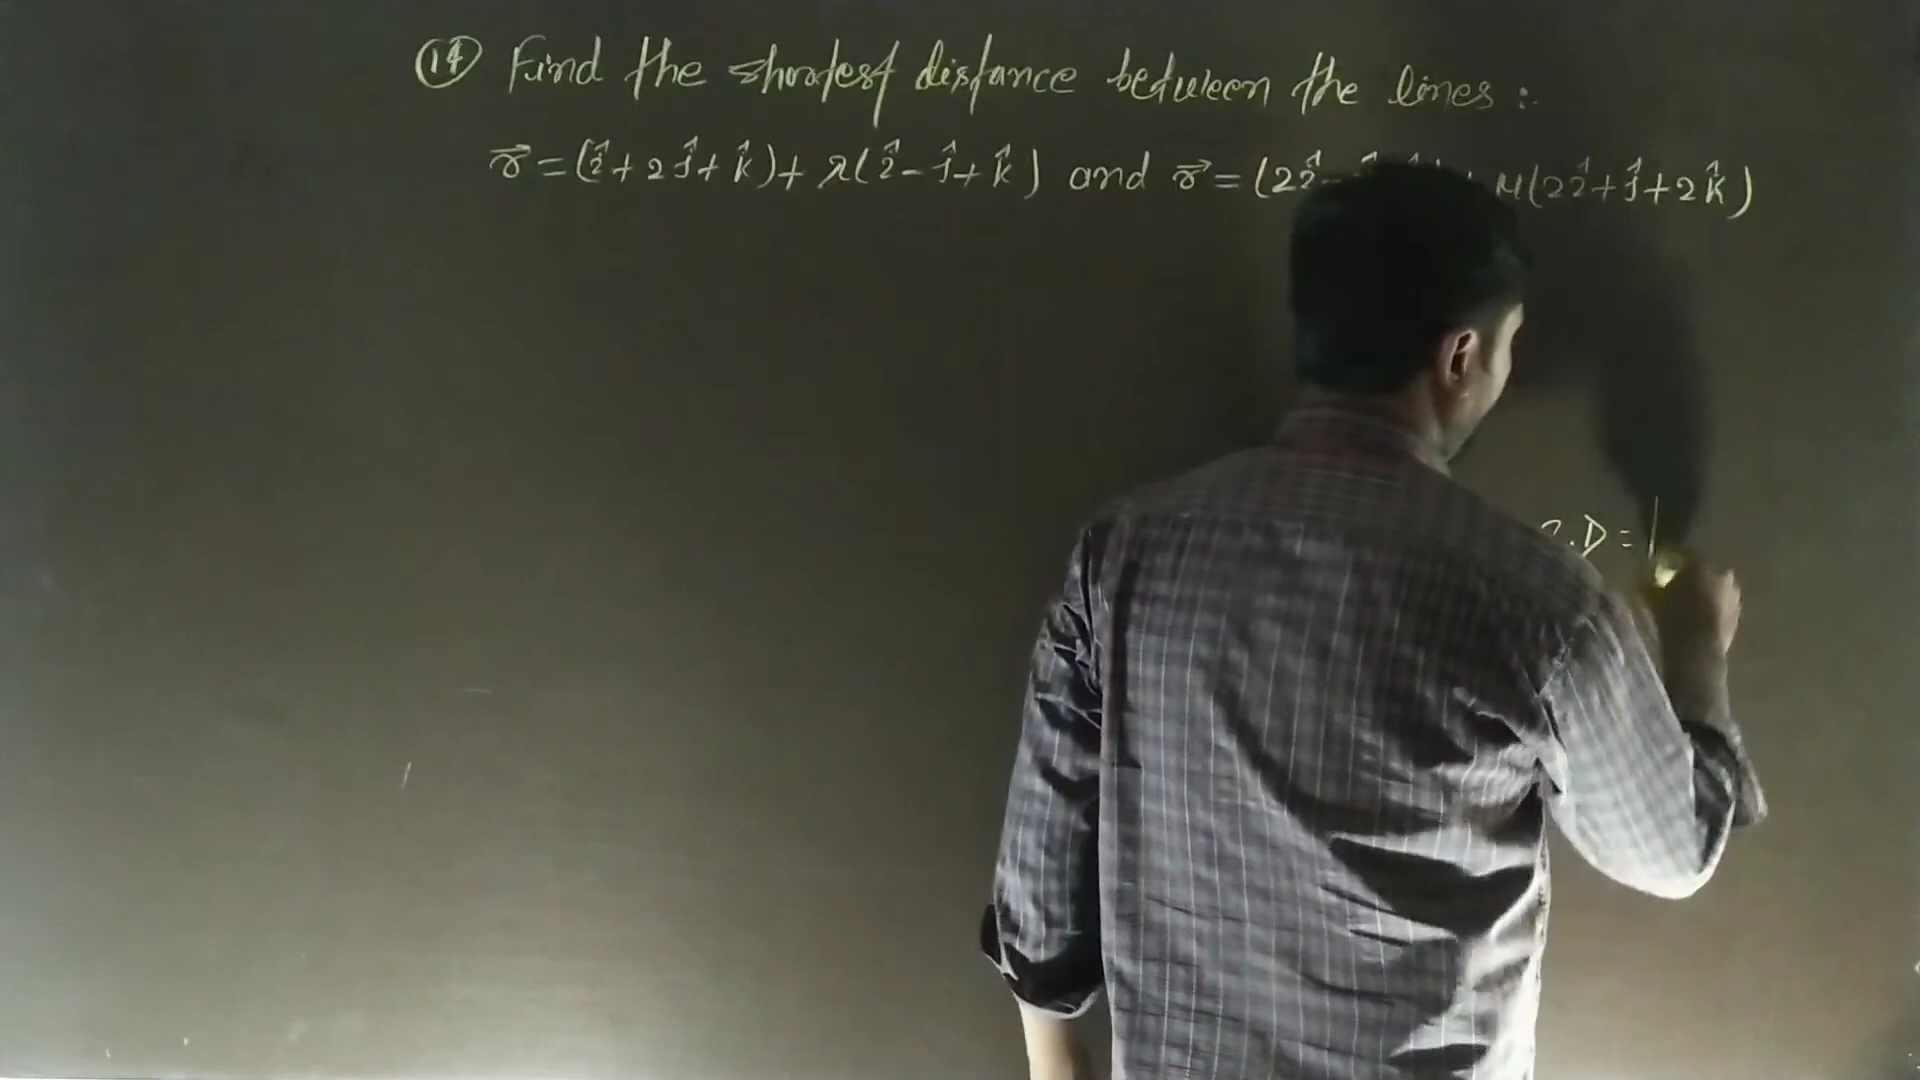 (14) Find the shortest distance between the lines :
r⃗ = (î + 2ĵ + k̂) + λ(î - ĵ + k̂) and r⃗ = (2î - μ(2î + ĵ + 2k̂)
.D = |